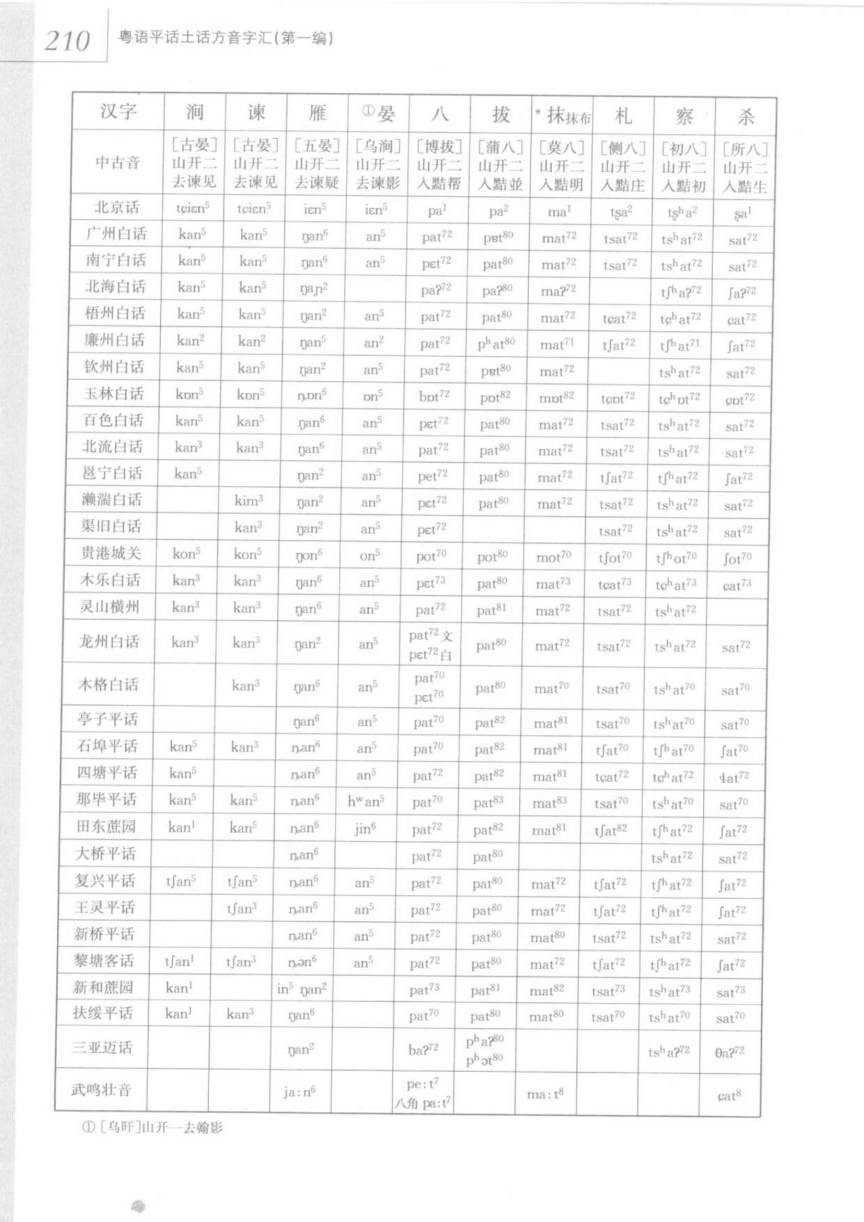 210
粤语平话土话方音字汇(第一编)
汉字 涧 谏 雁 ①晏 八 拔 *抹抹布 札 察 杀
中古音 [古晏]山开二去谏见 [古晏]山开二去谏见 [五晏]山开二去谏疑 [乌涧]山开二去谏影 [博拔]山开二入黠帮 [蒲八]山开二入黠並 [莫八]山开二入黠明 [侧八]山开二入黠庄 [初八]山开二入黠初 [所八]山开二入黠生
北京话 tɕiɛn⁵ tɕiɛn⁵ iɛn⁵ iɛn⁵ pa¹ pa² ma¹ tʂa² tʂʰa² ʂa¹
广州白话 kan⁵ kan⁵ ŋan⁶ an⁵ pat⁷² pɐt⁸⁰ mat⁷² tsat⁷² tsʰat⁷² sat⁷²
南宁白话 kan⁵ kan⁵ ŋan⁶ an⁵ pɛt⁷² pat⁸⁰ mat⁷² tsat⁷² tsʰat⁷² sat⁷²
北海白话 kan⁵ kan⁵ ŋaɲ² paʔ⁷² paʔ⁸⁰ maʔ⁷² tʃʰaʔ⁷² ʃaʔ⁷²
梧州白话 kan⁵ kan⁵ ŋan² an⁵ pat⁷² pat⁸⁰ mat⁷² tɕat⁷² tɕʰat⁷² ɕat⁷²
廉州白话 kan² kan² ŋan⁵ an² pat⁷² pʰat⁸⁰ mat⁷¹ tʃat⁷² tʃʰat⁷¹ ʃat⁷²
钦州白话 kan⁵ kan⁵ ŋan² an⁵ pat⁷² pɐt⁸⁰ mat⁷² tsʰat⁷² sat⁷²
玉林白话 kɒn⁵ kɒn⁵ ȵɒn⁶ ɒn⁵ bɒt⁷² pɒt⁸² mɒt⁸² tɕɒt⁷² tɕʰɒt⁷² ɕɒt⁷²
百色白话 kan⁵ kan⁵ ŋan⁶ an⁵ pɛt⁷² pat⁸⁰ mat⁷² tsat⁷² tsʰat⁷² sat⁷²
北流白话 kan³ kan³ ŋan⁶ an⁵ pat⁷² pat⁸⁰ mat⁷² tsat⁷² tsʰat⁷² sat⁷²
邕宁白话 kan⁵ ŋan² an⁵ pet⁷² pat⁸⁰ mat⁷² tʃat⁷² tʃʰat⁷² ʃat⁷²
濑湍白话 kim³ ŋan² an⁵ pɛt⁷² pat⁸⁰ mat⁷² tsat⁷² tsʰat⁷² sat⁷²
渠旧白话 kan³ ŋan² an⁵ pɛt⁷² tsat⁷² tsʰat⁷² sat⁷²
贵港城关 kon⁵ kon⁵ ŋon⁶ on⁵ pot⁷⁰ pot⁸⁰ mot⁷⁰ tʃot⁷⁰ tʃʰot⁷⁰ ʃot⁷⁰
木乐白话 kan³ kan³ ŋan⁶ an⁵ pɛt⁷³ pat⁸⁰ mat⁷³ tɕat⁷³ tɕʰat⁷³ ɕat⁷³
灵山横州 kan³ kan³ ŋan⁶ an⁵ pat⁷² pat⁸¹ mat⁷² tsat⁷² tsʰat⁷²
龙州白话 kan³ kan³ ŋan² an⁵ pat⁷²文 pɛt⁷²白 pat⁸⁰ mat⁷² tsat⁷² tsʰat⁷² sat⁷²
木格白话 kan³ ŋan⁶ an⁵ pat⁷⁰ pɛt⁷⁰ pat⁸⁰ mat⁷⁰ tsat⁷⁰ tsʰat⁷⁰ sat⁷⁰
亭子平话 ŋan⁶ an⁵ pat⁷⁰ pat⁸² mat⁸¹ tsat⁷⁰ tsʰat⁷⁰ sat⁷⁰
石埠平话 kan⁵ kan³ ȵan⁶ an⁵ pat⁷⁰ pat⁸² mat⁸¹ tʃat⁷⁰ tʃʰat⁷⁰ ʃat⁷⁰
四塘平话 kan⁵ ȵan⁶ an⁵ pat⁷² pat⁸² mat⁸¹ tɕat⁷² tɕʰat⁷² ɬat⁷²
那毕平话 kan⁵ kan⁵ ȵan⁶ hʷan⁵ pat⁷⁰ pat⁸³ mat⁸³ tsat⁷⁰ tsʰat⁷⁰ sat⁷⁰
田东蔗园 kan¹ kan⁵ ȵan⁶ jin⁶ pat⁷² pat⁸² mat⁸¹ tʃat⁸² tʃʰat⁷² ʃat⁷²
大桥平话 ȵan⁶ pat⁷² pat⁸⁰ tsʰat⁷² sat⁷²
复兴平话 tʃan⁵ tʃan⁵ ȵan⁶ an⁵ pat⁷² pat⁸⁰ mat⁷² tʃat⁷² tʃʰat⁷² ʃat⁷²
王灵平话 tʃan³ ȵan⁶ an⁵ pat⁷² pat⁸⁰ mat⁷² tʃat⁷² tʃʰat⁷² ʃat⁷²
新桥平话 ȵan⁶ an⁵ pat⁷² pat⁸⁰ mat⁸⁰ tsat⁷² tsʰat⁷² sat⁷²
黎塘客话 tʃan¹ tʃan³ ȵən⁶ an⁵ pat⁷² pat⁸⁰ mat⁷² tʃat⁷² tʃʰat⁷² ʃat⁷²
新和蔗园 kan¹ in⁵ ŋan² pat⁷³ pat⁸¹ mat⁸² tsat⁷³ tsʰat⁷³ sat⁷³
扶绥平话 kan¹ kan³ ŋan⁶ pat⁷⁰ pat⁸⁰ mat⁸⁰ tsat⁷⁰ tsʰat⁷⁰ sat⁷⁰
三亚迈话 ŋan² baʔ⁷² pʰaʔ⁸⁰ pʰɔt⁸⁰ tsʰaʔ⁷² θaʔ⁷²
武鸣壮音 ja:n⁶ pe:t⁷ 八角 pa:t⁷ ma:t⁸ ɕat⁸
①[乌旰]山开一去翰影